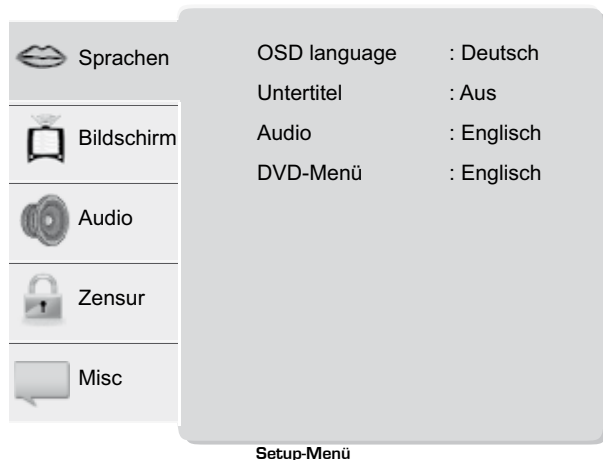 Sprachen
Bildschirm
Audio
Zensur
Misc
OSD language : Deutsch
Untertitel : Aus
Audio : Englisch
DVD-Menü : Englisch
Setup-Menü